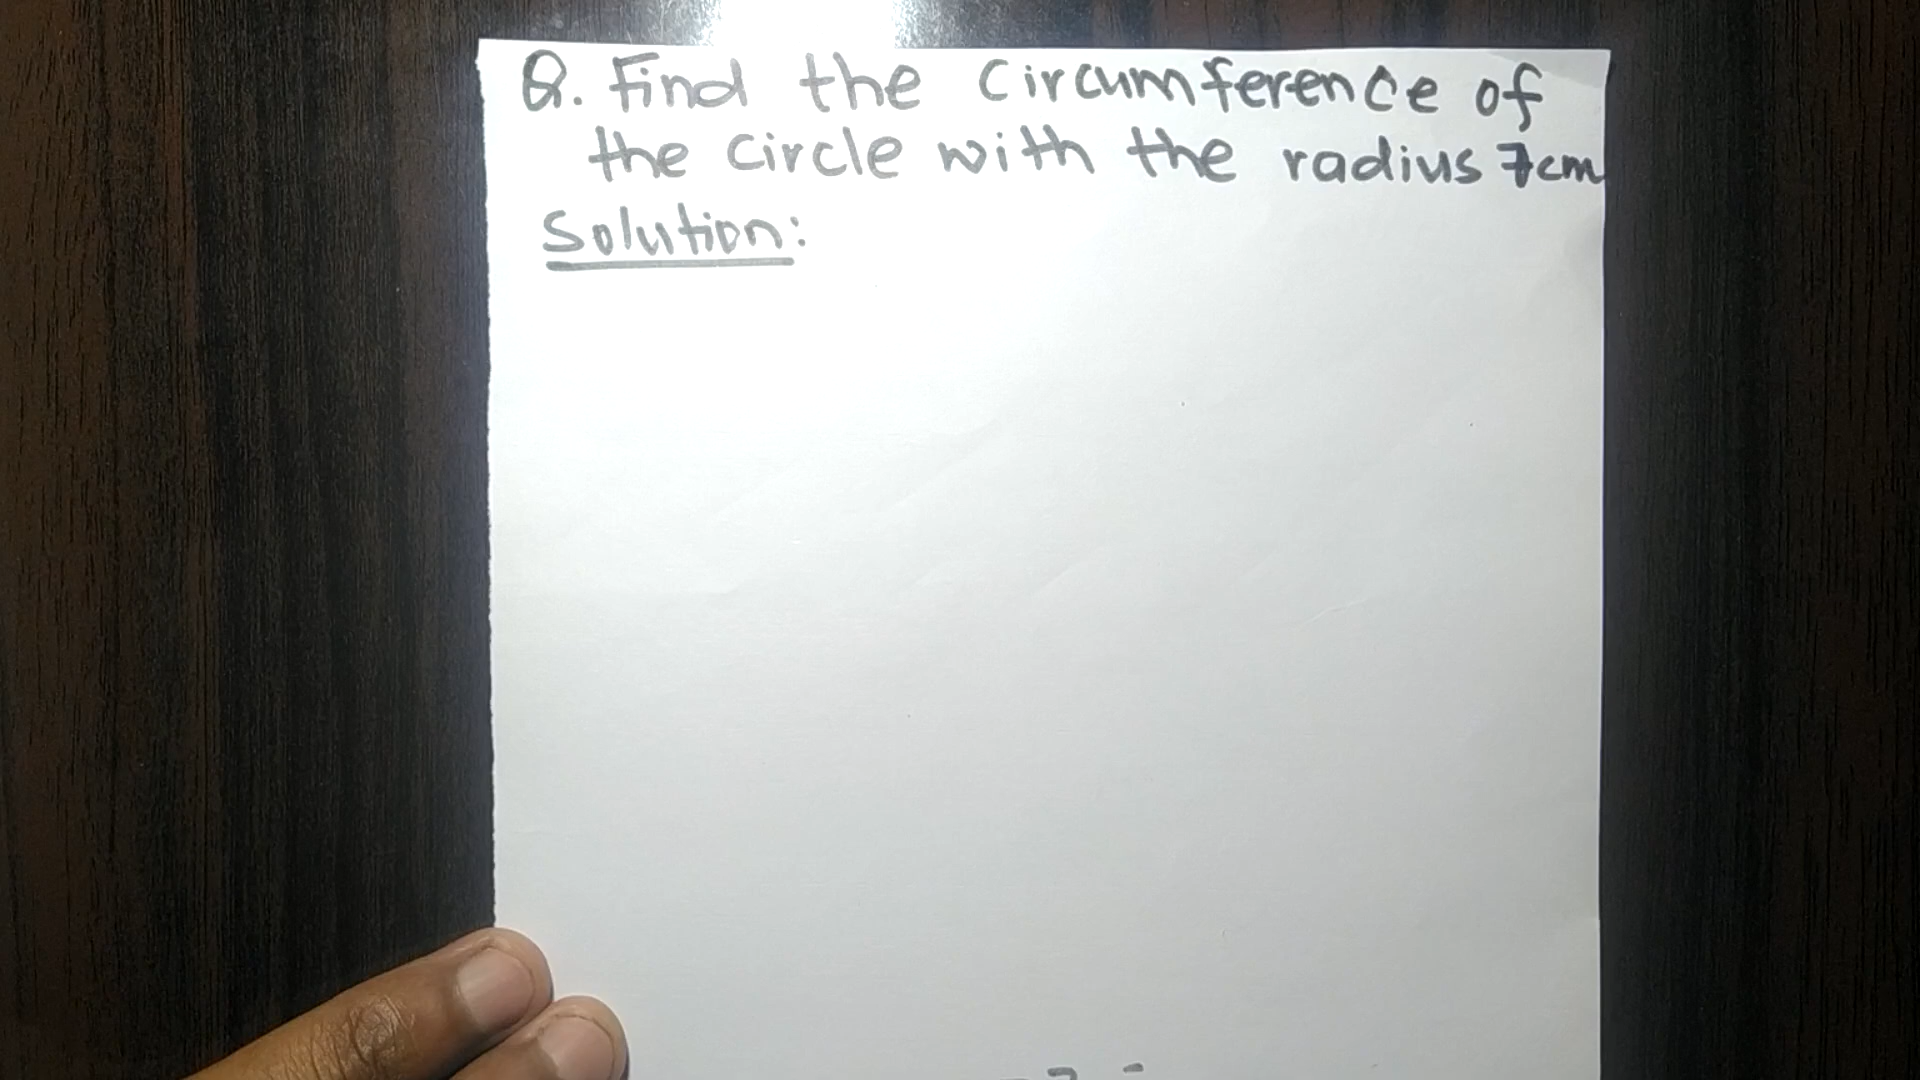 Q. Find the Circumference of
the circle with the radius 7cm
Solution: